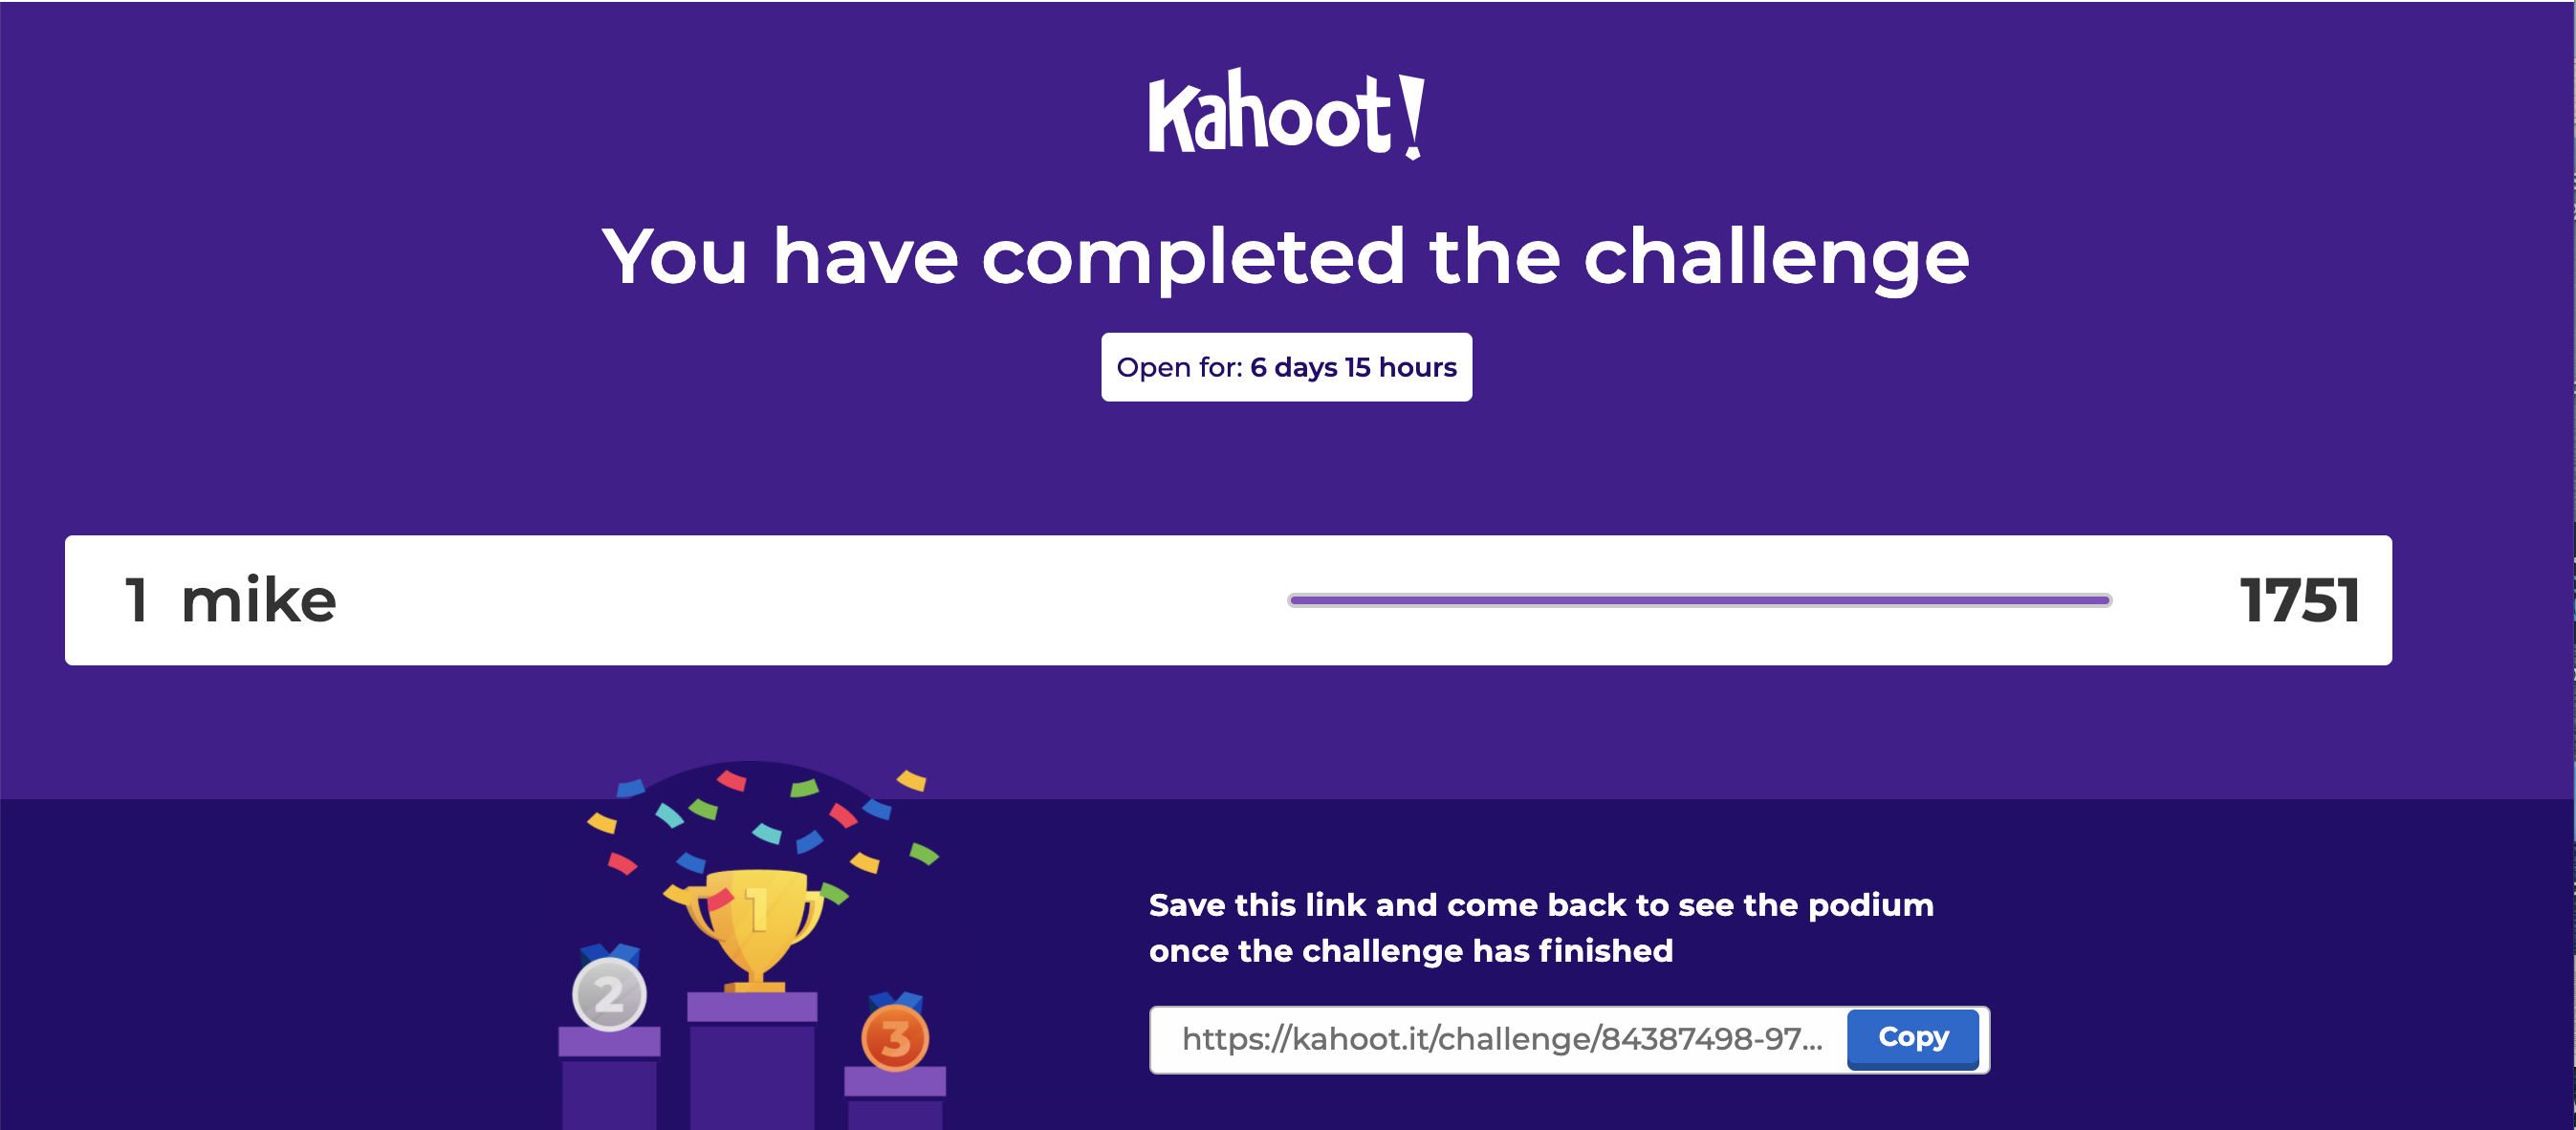 Kahoot!
You have completed the challenge
Open for: 6 days 15 hours
1 mike 1751
1
2
3
Save this link and come back to see the podium
once the challenge has finished
https://kahoot.it/challenge/84387498-97... Copy